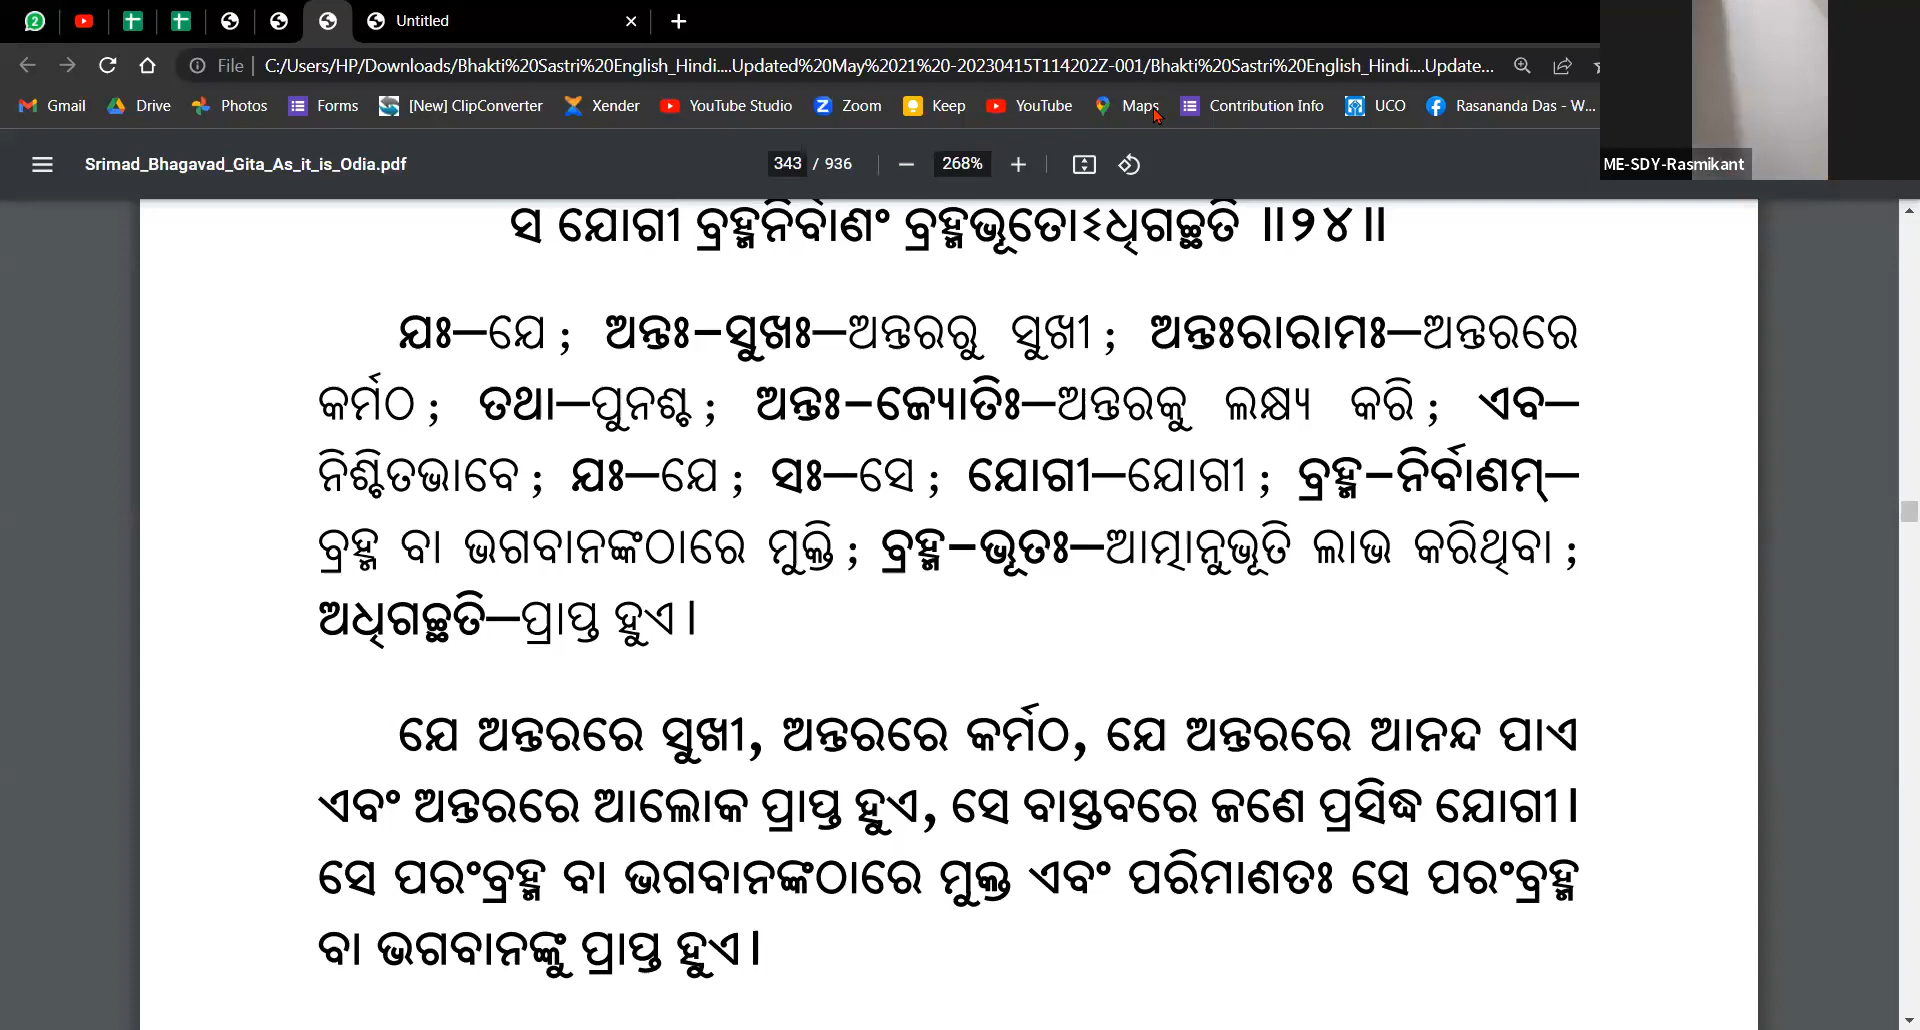 2
Untitled
File C:/Users/HP/Downloads/Bhakti%20Sastri%20English_Hindi....Updated%20May%2021%20-20230415T114202Z-001/Bhakti%20Sastri%20English_Hindi....Update...
Gmail Drive Photos Forms [New] ClipConverter Xender YouTube Studio Zoom Keep YouTube Maps Contribution Info UCO Rasananda Das - W...
Srimad_Bhagavad_Gita_As_it_is_Odia.pdf 343 / 936 268%
ME-SDY-Rasmikant
ସ ଯୋଗୀ ବ୍ରହ୍ମନିର୍ବାଣଂ ବ୍ରହ୍ମଭୂତୋଽଧିଗଚ୍ଛତି ॥୨୪॥
ଯଃ—ଯେ; ଅନ୍ତଃ-ସୁଖଃ—ଅନ୍ତରରୁ ସୁଖୀ; ଅନ୍ତଃରାରାମଃ—ଅନ୍ତରରେ
କର୍ମଠ; ତଥା—ପୁନଶ୍ଚ; ଅନ୍ତଃ-ଜ୍ୟୋତିଃ—ଅନ୍ତରକୁ ଲକ୍ଷ୍ୟ କରି; ଏବ—
ନିଶ୍ଚିତଭାବେ; ଯଃ—ଯେ; ସଃ—ସେ; ଯୋଗୀ—ଯୋଗୀ; ବ୍ରହ୍ମ-ନିର୍ବାଣମ୍—
ବ୍ରହ୍ମ ବା ଭଗବାନଙ୍କଠାରେ ମୁକ୍ତି; ବ୍ରହ୍ମ-ଭୂତଃ—ଆତ୍ମାନୁଭୂତି ଲାଭ କରିଥିବା;
ଅଧିଗଚ୍ଛତି—ପ୍ରାପ୍ତ ହୁଏ।
ଯେ ଅନ୍ତରରେ ସୁଖୀ, ଅନ୍ତରରେ କର୍ମଠ, ଯେ ଅନ୍ତରରେ ଆନନ୍ଦ ପାଏ
ଏବଂ ଅନ୍ତରରେ ଆଲୋକ ପ୍ରାପ୍ତ ହୁଏ, ସେ ବାସ୍ତବରେ ଜଣେ ପ୍ରସିଦ୍ଧ ଯୋଗୀ।
ସେ ପରଂବ୍ରହ୍ମ ବା ଭଗବାନଙ୍କଠାରେ ମୁକ୍ତ ଏବଂ ପରିମାଣତଃ ସେ ପରଂବ୍ରହ୍ମ
ବା ଭଗବାନଙ୍କୁ ପ୍ରାପ୍ତ ହୁଏ।